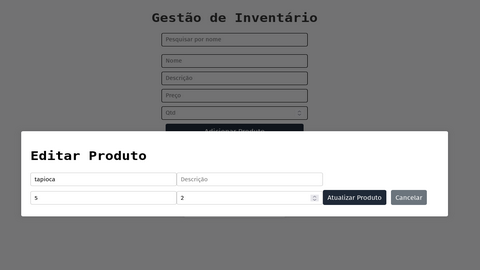 Gestão de Inventário
Pesquisar por nome
Nome
Descrição
Preço
Qtd
Adicionar Produto
Editar Produto
tapioca
Descrição
5
2
Atualizar Produto
Cancelar